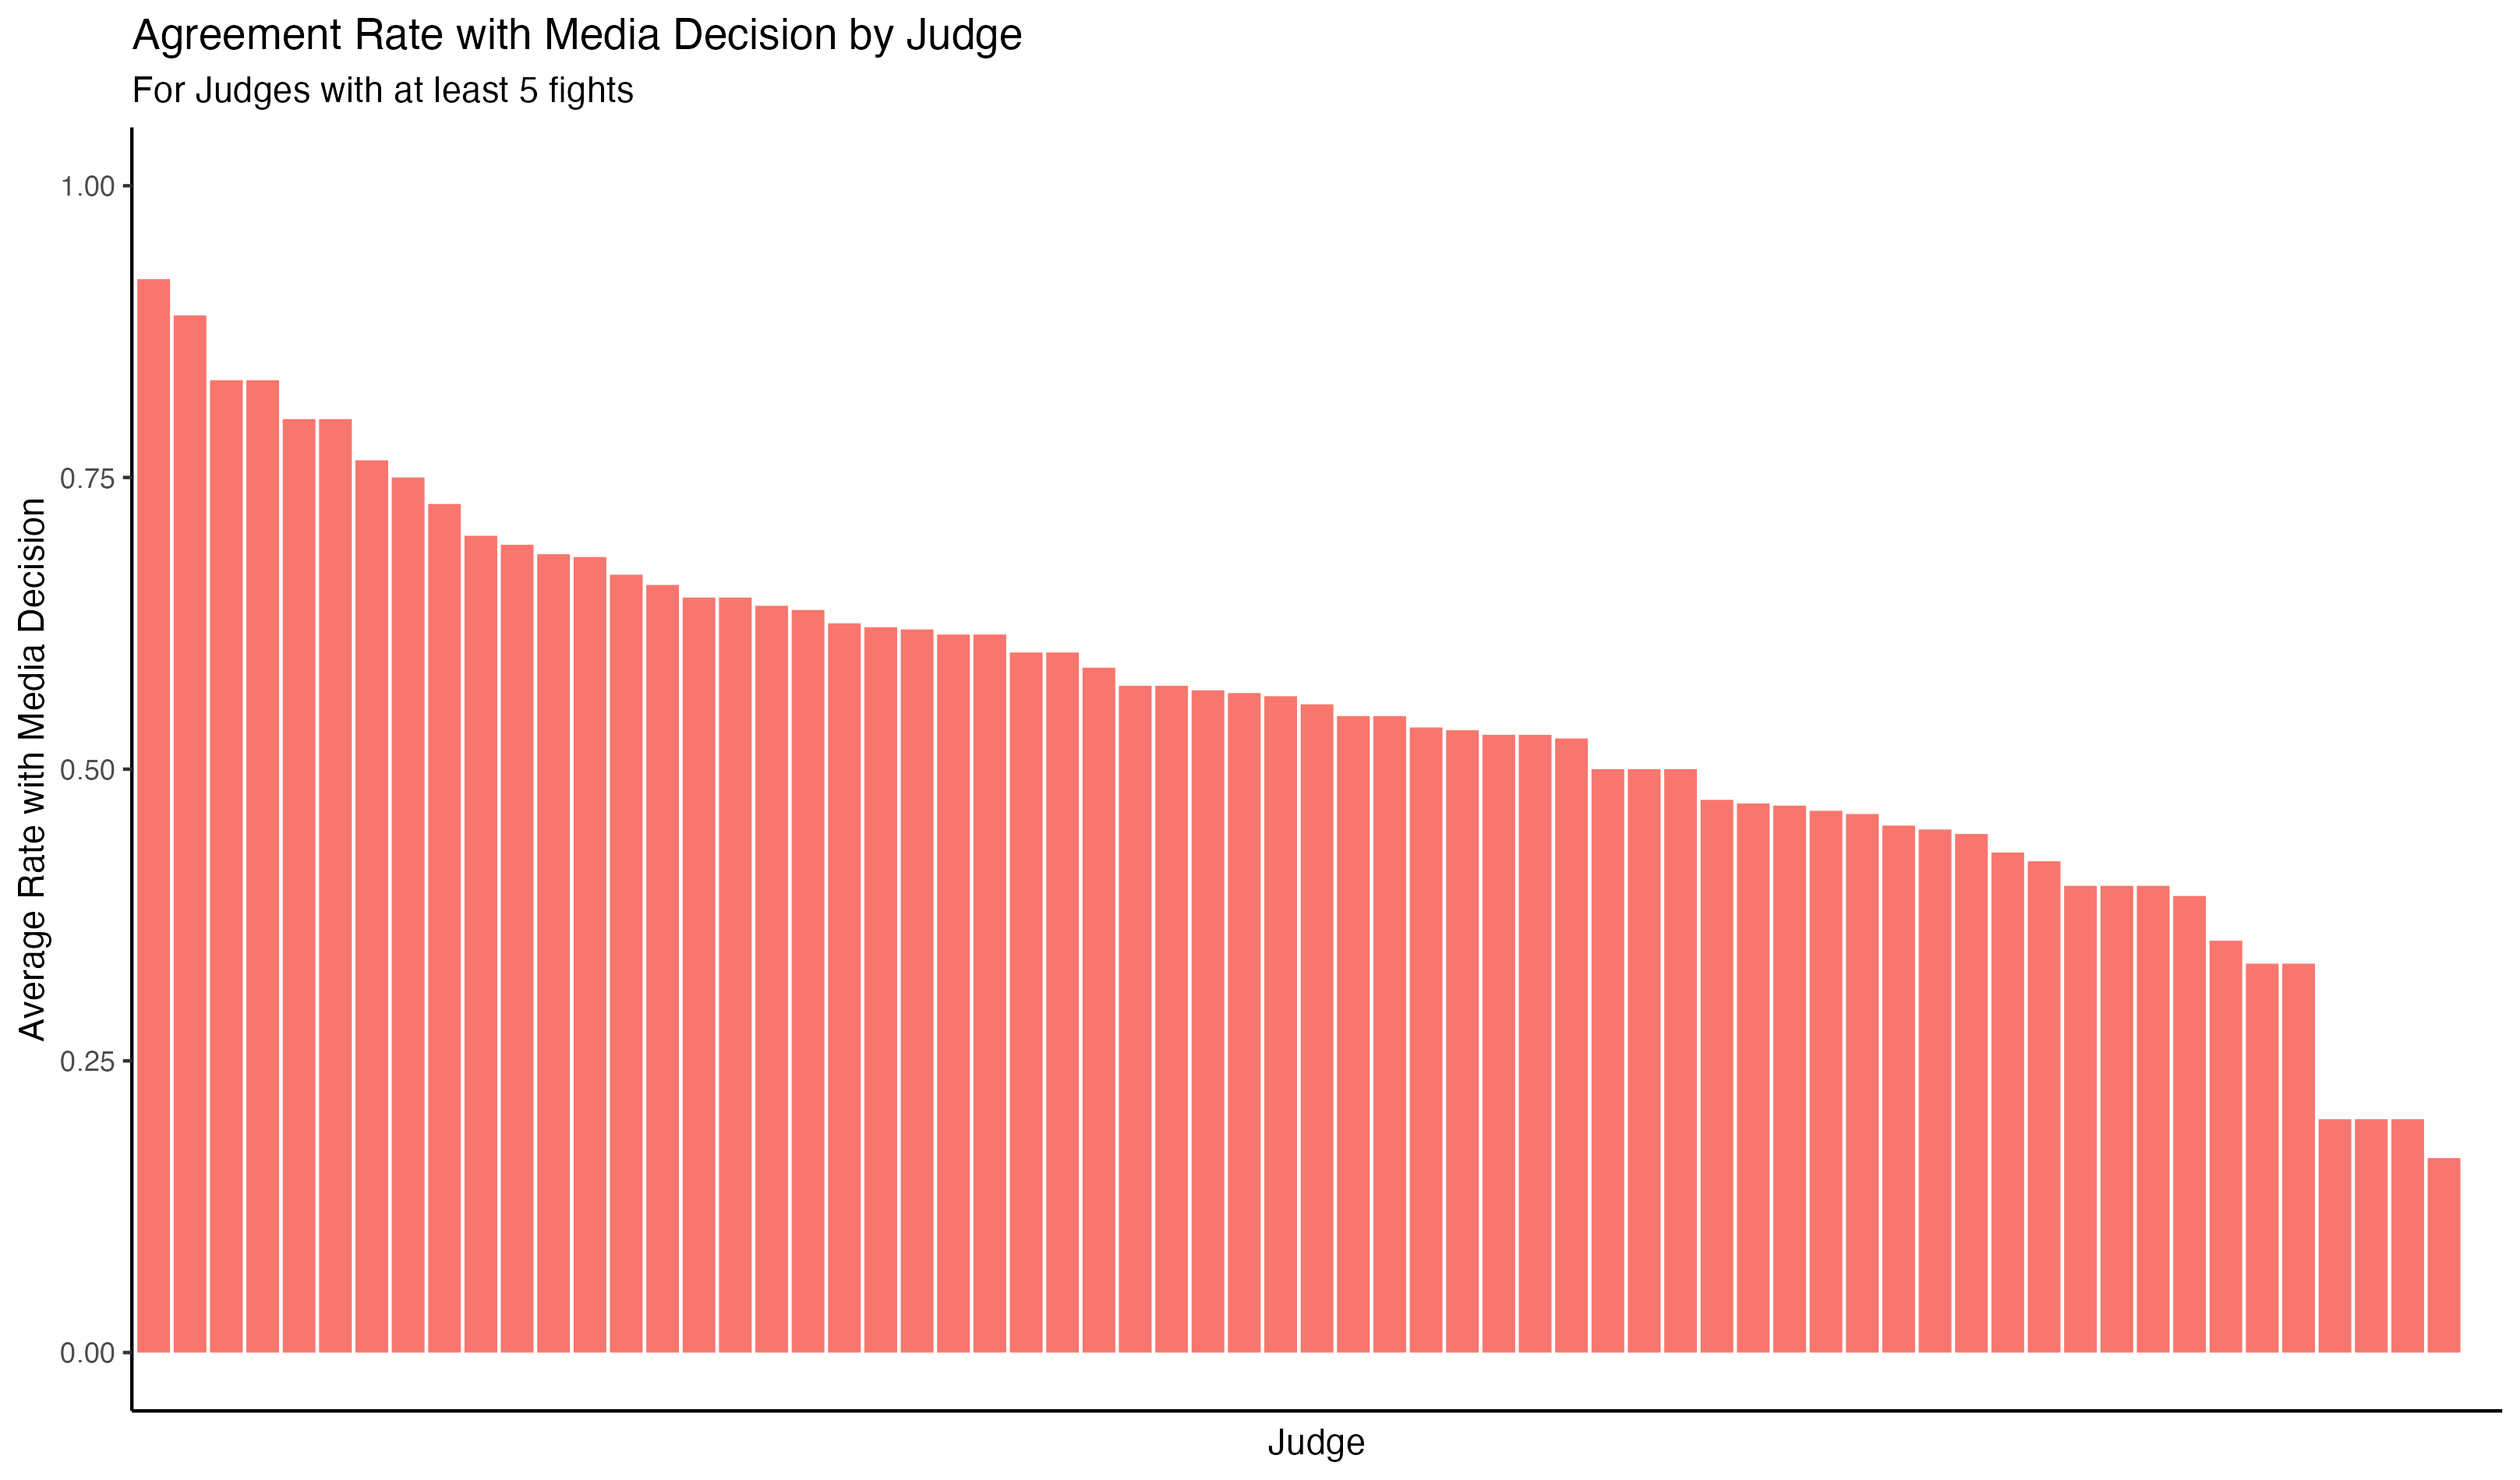 Agreement Rate with Media Decision by Judge
For Judges with at least 5 fights
Average Rate with Media Decision
1.00
0.75
0.50
0.25
0.00
Judge